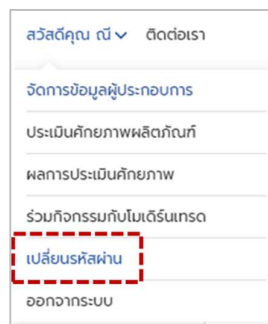 สวัสดีคุณ ณี ติดต่อเรา
จัดการข้อมูลผู้ประกอบการ
ประเมินศักยภาพผลิตภัณฑ์
ผลการประเมินศักยภาพ
ร่วมกิจกรรมกับโมเดิร์นเทรด
เปลี่ยนรหัสผ่าน
ออกจากระบบ